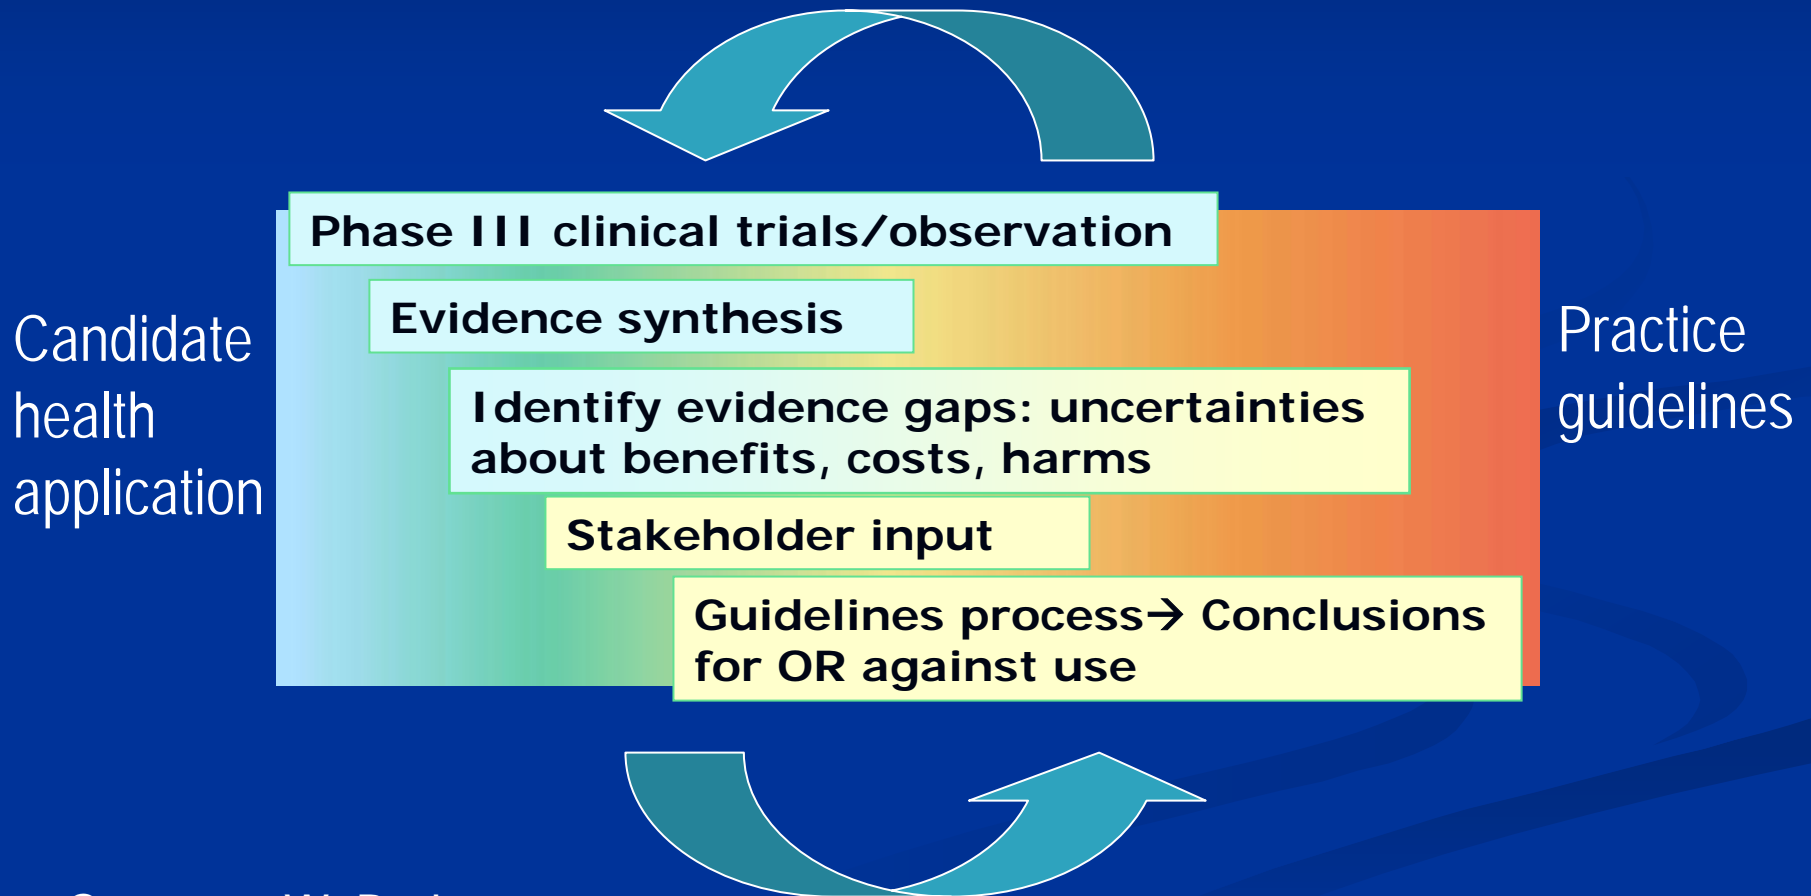 Phase III clinical trials/observation
Evidence synthesis
Candidate
health
application
Identify evidence gaps: uncertainties
about benefits, costs, harms
Practice
guidelines
Stakeholder input
Guidelines process→ Conclusions
for OR against use